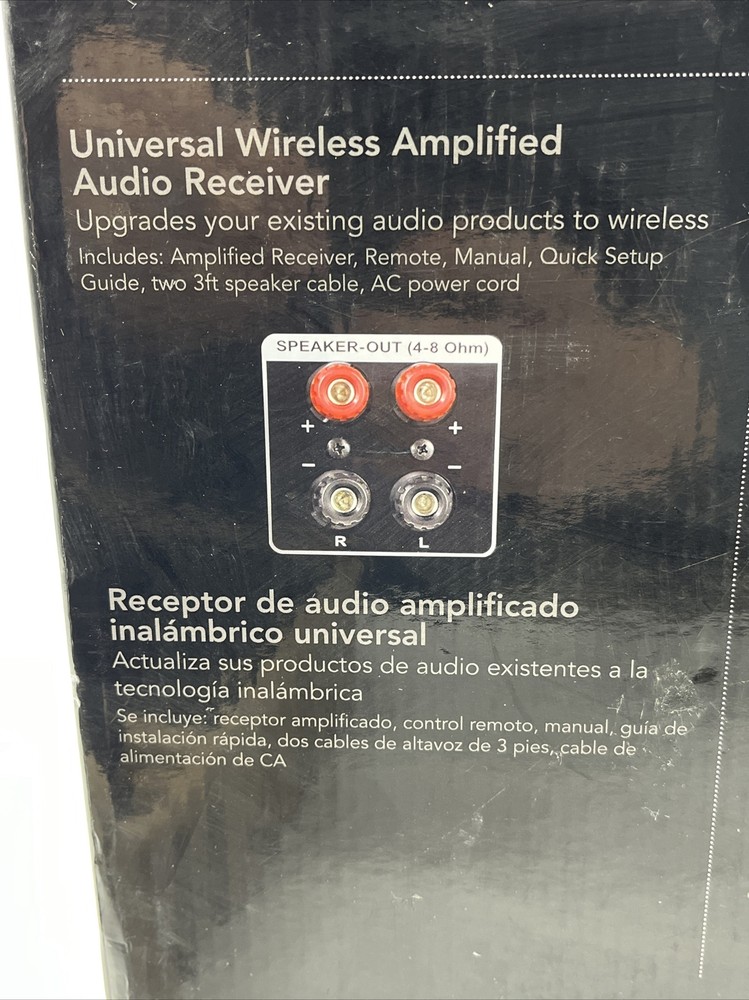 Universal Wireless Amplified
Audio Receiver
Upgrades your existing audio products to wireless
Includes: Amplified Receiver, Remote, Manual, Quick Setup
Guide, two 3ft speaker cable, AC power cord
SPEAKER-OUT (4-8 Ohm)
+ +
– –
R L
Receptor de audio amplificado
inalámbrico universal
Actualiza sus productos de audio existentes a la
tecnología inalámbrica
Se incluye: receptor amplificado, control remoto, manual, guía de
instalación rápida, dos cables de altavoz de 3 pies, cable de
alimentación de CA